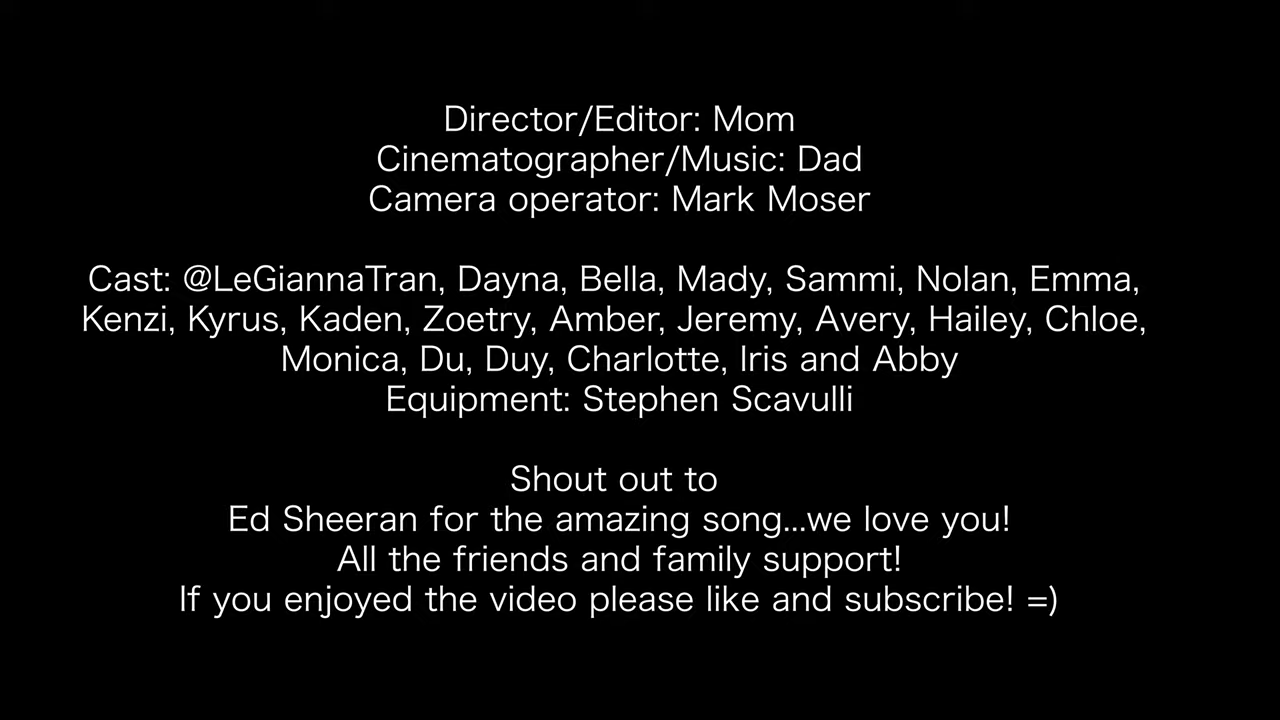 Director/Editor: Mom
Cinematographer/Music: Dad
Camera operator: Mark Moser
Cast: @LeGiannaTran, Dayna, Bella, Mady, Sammi, Nolan, Emma,
Kenzi, Kyrus, Kaden, Zoetry, Amber, Jeremy, Avery, Hailey, Chloe,
Monica, Du, Duy, Charlotte, Iris and Abby
Equipment: Stephen Scavulli
Shout out to
Ed Sheeran for the amazing song...we love you!
All the friends and family support!
If you enjoyed the video please like and subscribe! =)